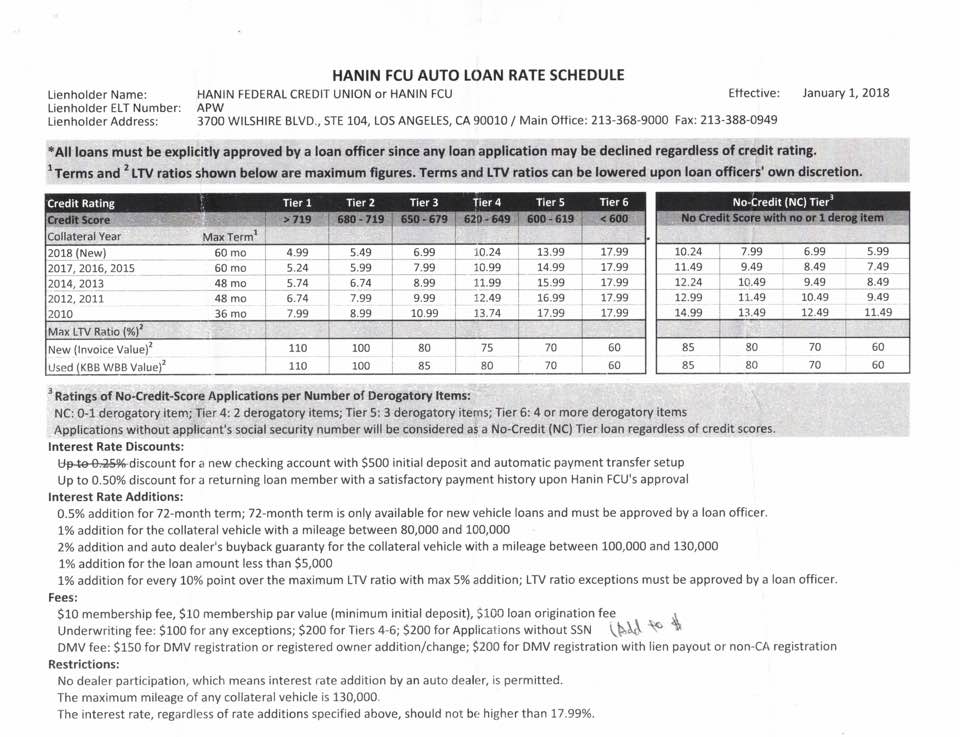 HANIN FCU AUTO LOAN RATE SCHEDULE
Lienholder Name: HANIN FEDERAL CREDIT UNION or HANIN FCU Effective: January 1, 2018
Lienholder ELT Number: APW
Lienholder Address: 3700 WILSHIRE BLVD., STE 104, LOS ANGELES, CA 90010 / Main Office: 213-368-9000 Fax: 213-388-0949
*All loans must be explicitly approved by a loan officer since any loan application may be declined regardless of credit rating.
1 Terms and 2 LTV ratios shown below are maximum figures. Terms and LTV ratios can be lowered upon loan officers' own discretion.
Credit Rating Tier 1 Tier 2 Tier 3 Tier 4 Tier 5 Tier 6 No-Credit (NC) Tier3
Credit Score > 719 680 - 719 650 - 679 620 - 649 600 - 619 < 600 No Credit Score with no or 1 derog item
Collateral Year Max Term1
2018 (New) 60 mo 4.99 5.49 6.99 10.24 13.99 17.99 10.24 7.99 6.99 5.99
2017, 2016, 2015 60 mo 5.24 5.99 7.99 10.99 14.99 17.99 11.49 9.49 8.49 7.49
2014, 2013 48 mo 5.74 6.74 8.99 11.99 15.99 17.99 12.24 10.49 9.49 8.49
2012, 2011 48 mo 6.74 7.99 9.99 12.49 16.99 17.99 12.99 11.49 10.49 9.49
2010 36 mo 7.99 8.99 10.99 13.74 17.99 17.99 14.99 13.49 12.49 11.49
Max LTV Ratio (%)2
New (Invoice Value)2 110 100 80 75 70 60 85 80 70 60
Used (KBB WBB Value)2 110 100 85 80 70 60 85 80 70 60
3 Ratings of No-Credit-Score Applications per Number of Derogatory Items:
NC: 0-1 derogatory item; Tier 4: 2 derogatory items; Tier 5: 3 derogatory items; Tier 6: 4 or more derogatory items
Applications without applicant's social security number will be considered as a No-Credit (NC) Tier loan regardless of credit scores.
Interest Rate Discounts:
Up to 0.25% discount for a new checking account with $500 initial deposit and automatic payment transfer setup
Up to 0.50% discount for a returning loan member with a satisfactory payment history upon Hanin FCU's approval
Interest Rate Additions:
0.5% addition for 72-month term; 72-month term is only available for new vehicle loans and must be approved by a loan officer.
1% addition for the collateral vehicle with a mileage between 80,000 and 100,000
2% addition and auto dealer's buyback guaranty for the collateral vehicle with a mileage between 100,000 and 130,000
1% addition for the loan amount less than $5,000
1% addition for every 10% point over the maximum LTV ratio with max 5% addition; LTV ratio exceptions must be approved by a loan officer.
Fees:
$10 membership fee, $10 membership par value (minimum initial deposit), $100 loan origination fee
Underwriting fee: $100 for any exceptions; $200 for Tiers 4-6; $200 for Applications without SSN (Add to $
DMV fee: $150 for DMV registration or registered owner addition/change; $200 for DMV registration with lien payout or non-CA registration
Restrictions:
No dealer participation, which means interest rate addition by an auto dealer, is permitted.
The maximum mileage of any collateral vehicle is 130,000.
The interest rate, regardless of rate additions specified above, should not be higher than 17.99%.